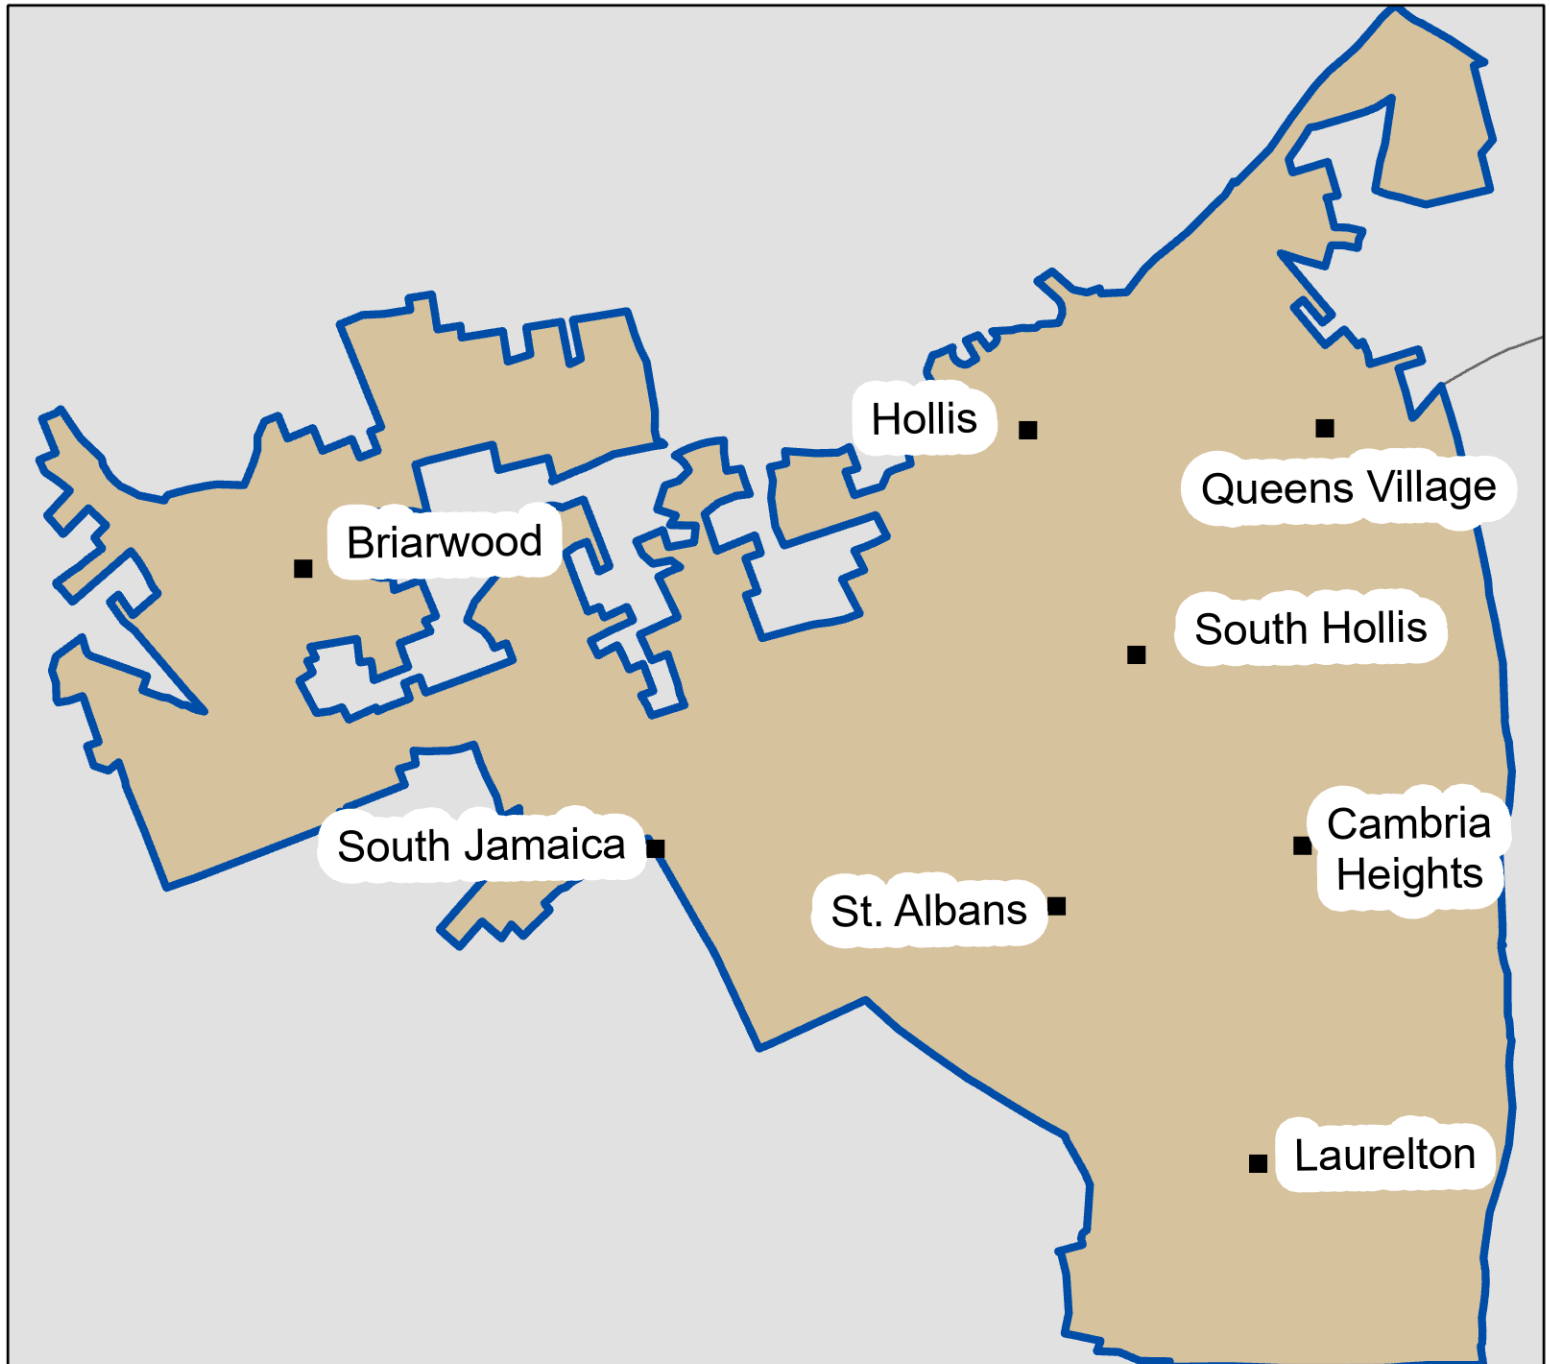 Hollis
Queens Village
Briarwood
South Hollis
South Jamaica
Cambria
Heights
St. Albans
Laurelton